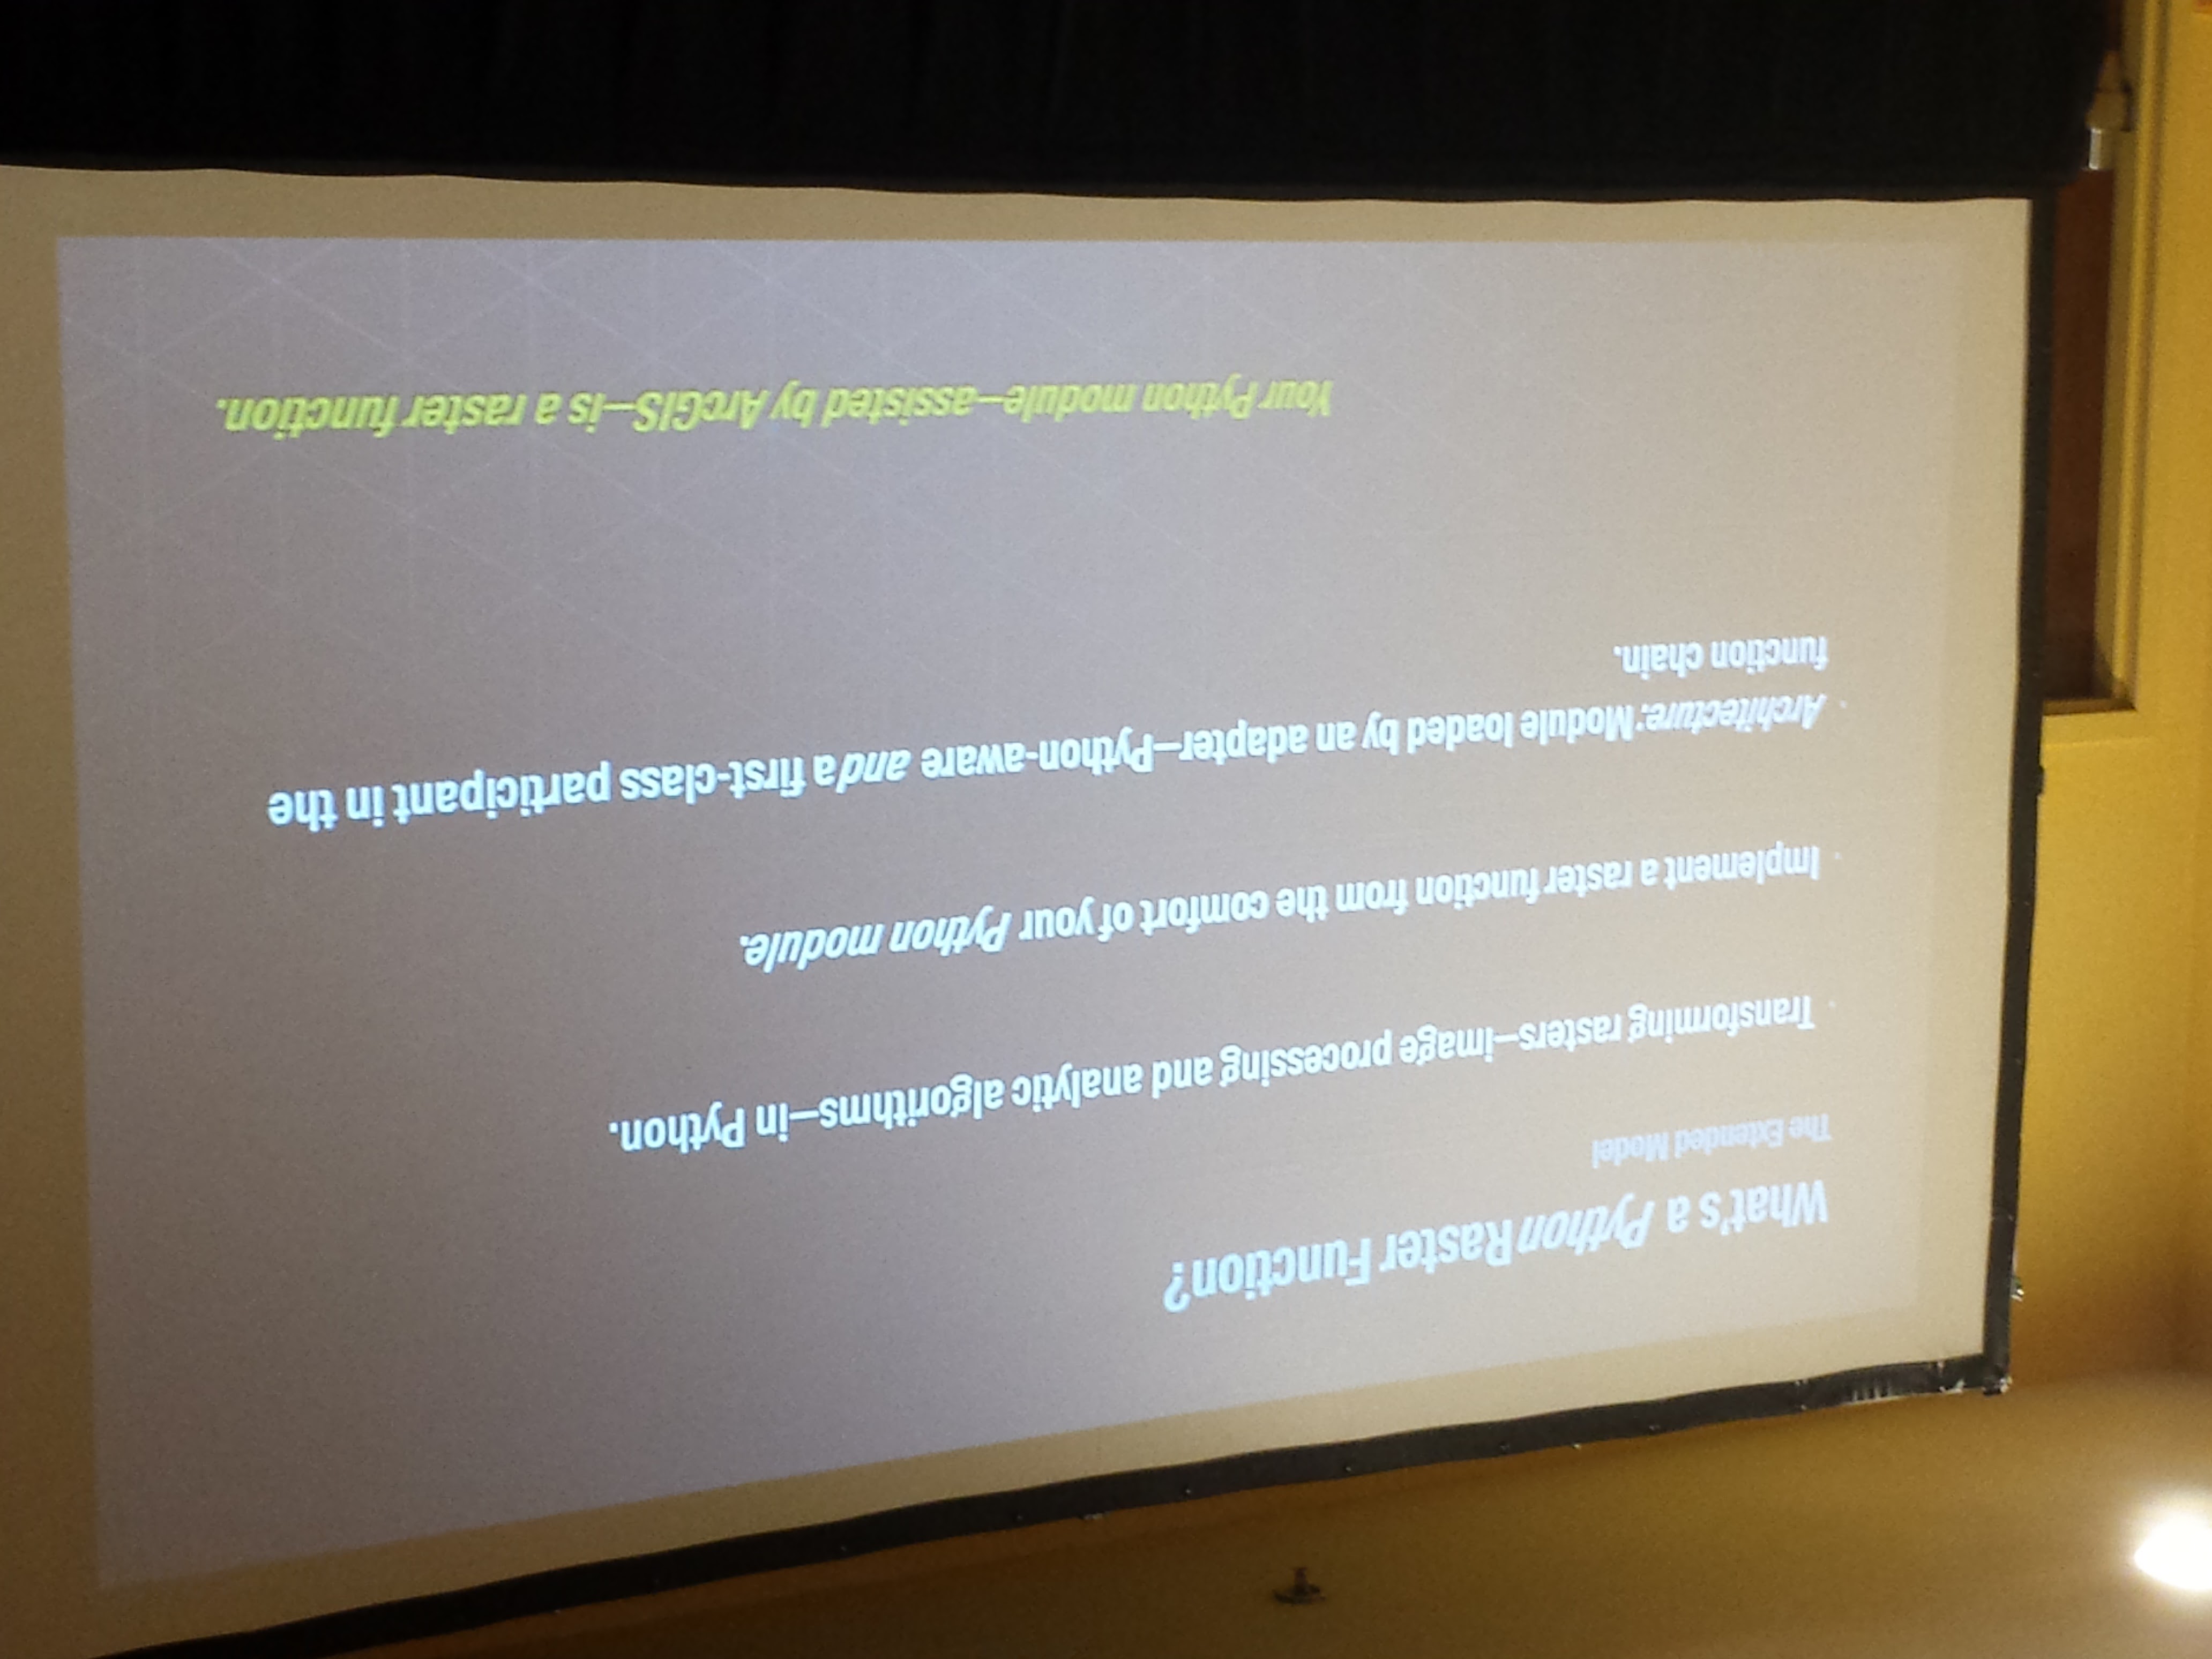 What's a Python Raster Function?
The Extended Model
Transforming rasters—image processing and analytic algorithms—in Python.
Implement a raster function from the comfort of your Python module.
Architecture: Module loaded by an adapter—Python-aware and a first-class participant in the
function chain.
Your Python module—assisted by ArcGIS—is a raster function.